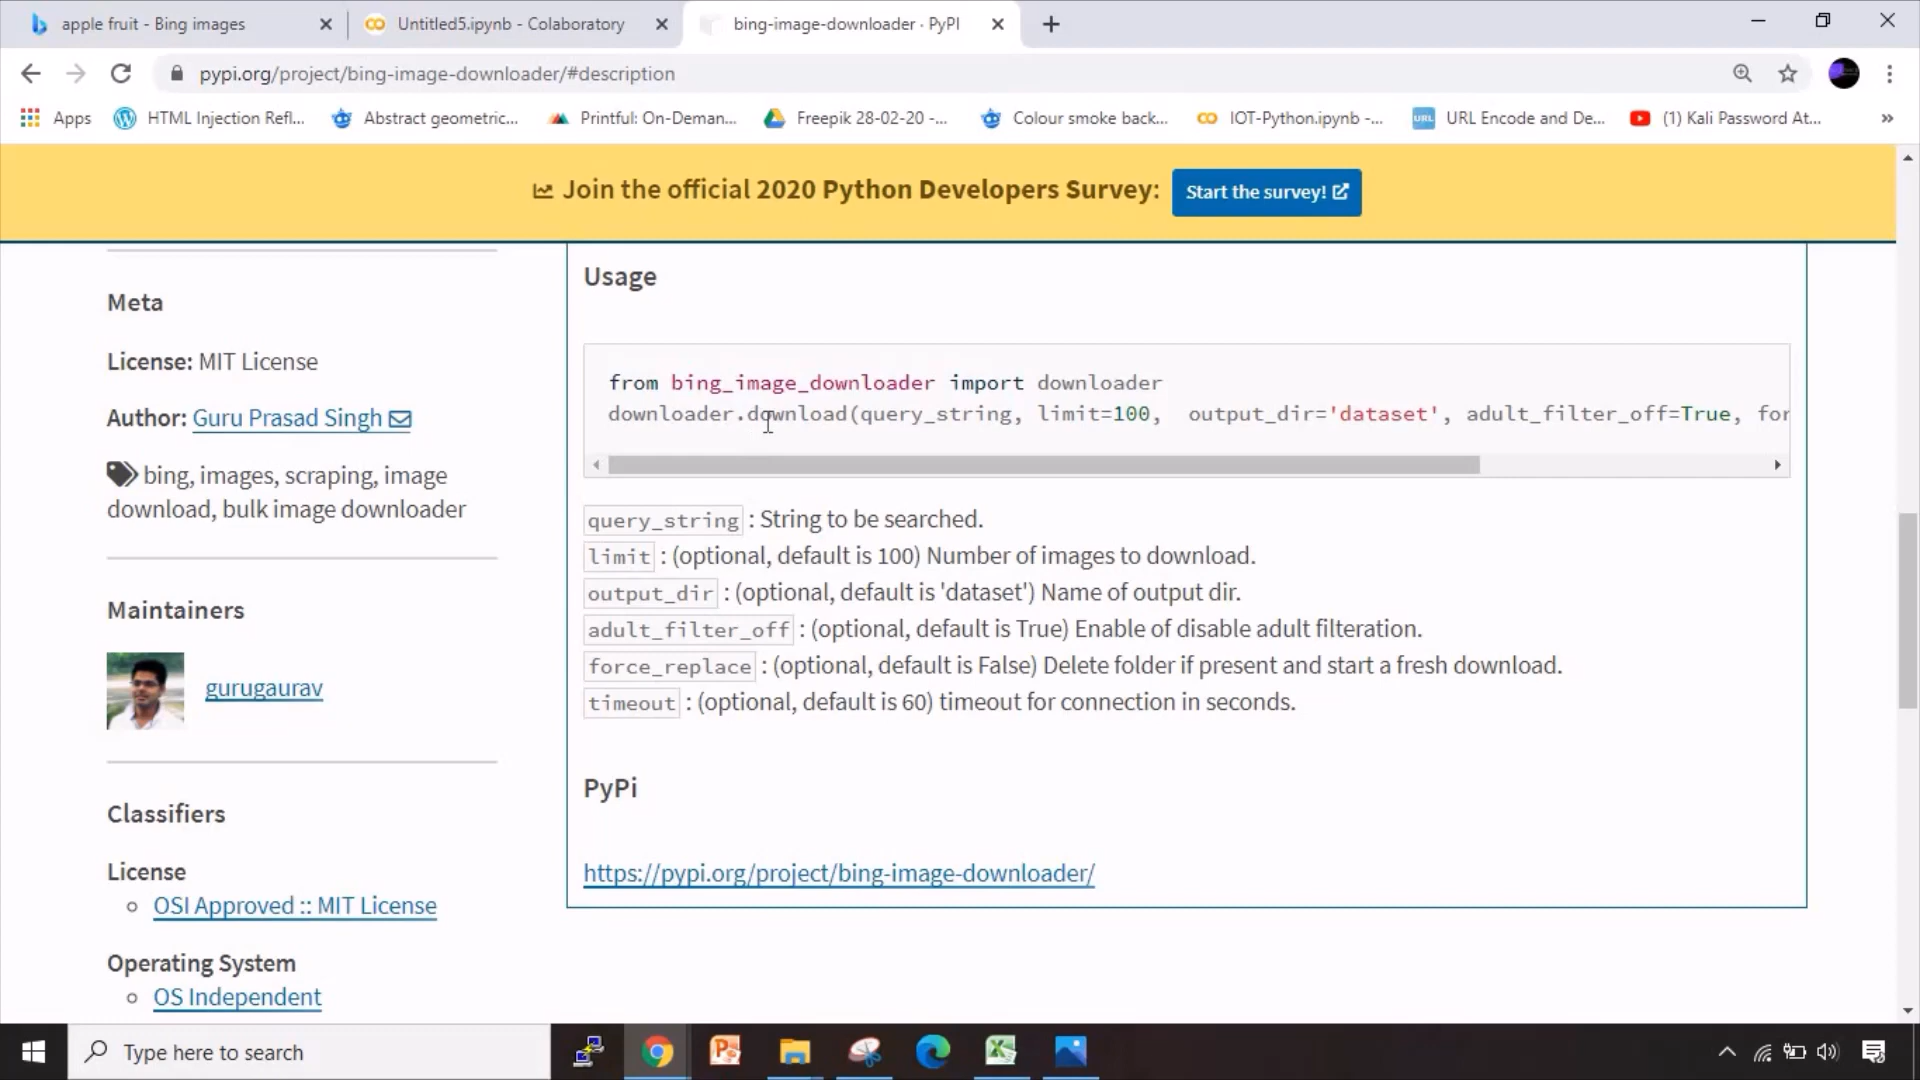 apple fruit - Bing images
Untitled5.ipynb - Colaboratory
bing-image-downloader · PyPI
pypi.org/project/bing-image-downloader/#description
Apps
HTML Injection Refl...
Abstract geometric...
Printful: On-Deman...
Freepik 28-02-20 -...
Colour smoke back...
IOT-Python.ipynb -...
URL
URL Encode and De...
(1) Kali Password At...
»
Join the official 2020 Python Developers Survey:
Start the survey!
Meta
License: MIT License
Author: Guru Prasad Singh
bing, images, scraping, image
download, bulk image downloader
Maintainers
gurugaurav
Classifiers
License
OSI Approved :: MIT License
Operating System
OS Independent
Usage
from bing_image_downloader import downloader
downloader.download(query_string, limit=100,  output_dir='dataset', adult_filter_off=True, for
query_string : String to be searched.
limit : (optional, default is 100) Number of images to download.
output_dir : (optional, default is 'dataset') Name of output dir.
adult_filter_off : (optional, default is True) Enable of disable adult filteration.
force_replace : (optional, default is False) Delete folder if present and start a fresh download.
timeout : (optional, default is 60) timeout for connection in seconds.
PyPi
https://pypi.org/project/bing-image-downloader/
Type here to search